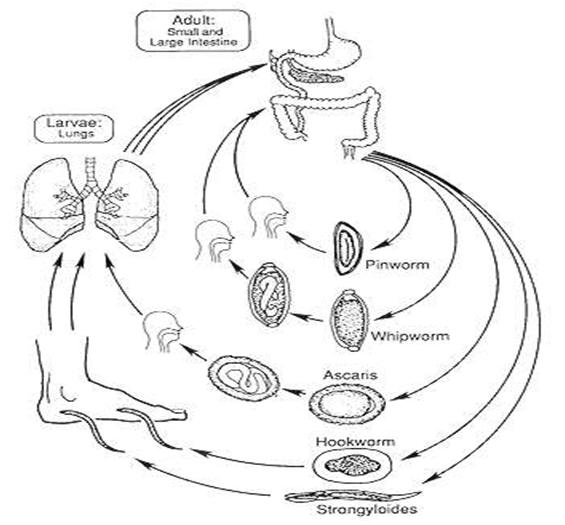 Adult:
Small and
Large Intestine
Larvae:
Lungs
Pinworm
Whipworm
Ascaris
Hookworm
Strongyloides